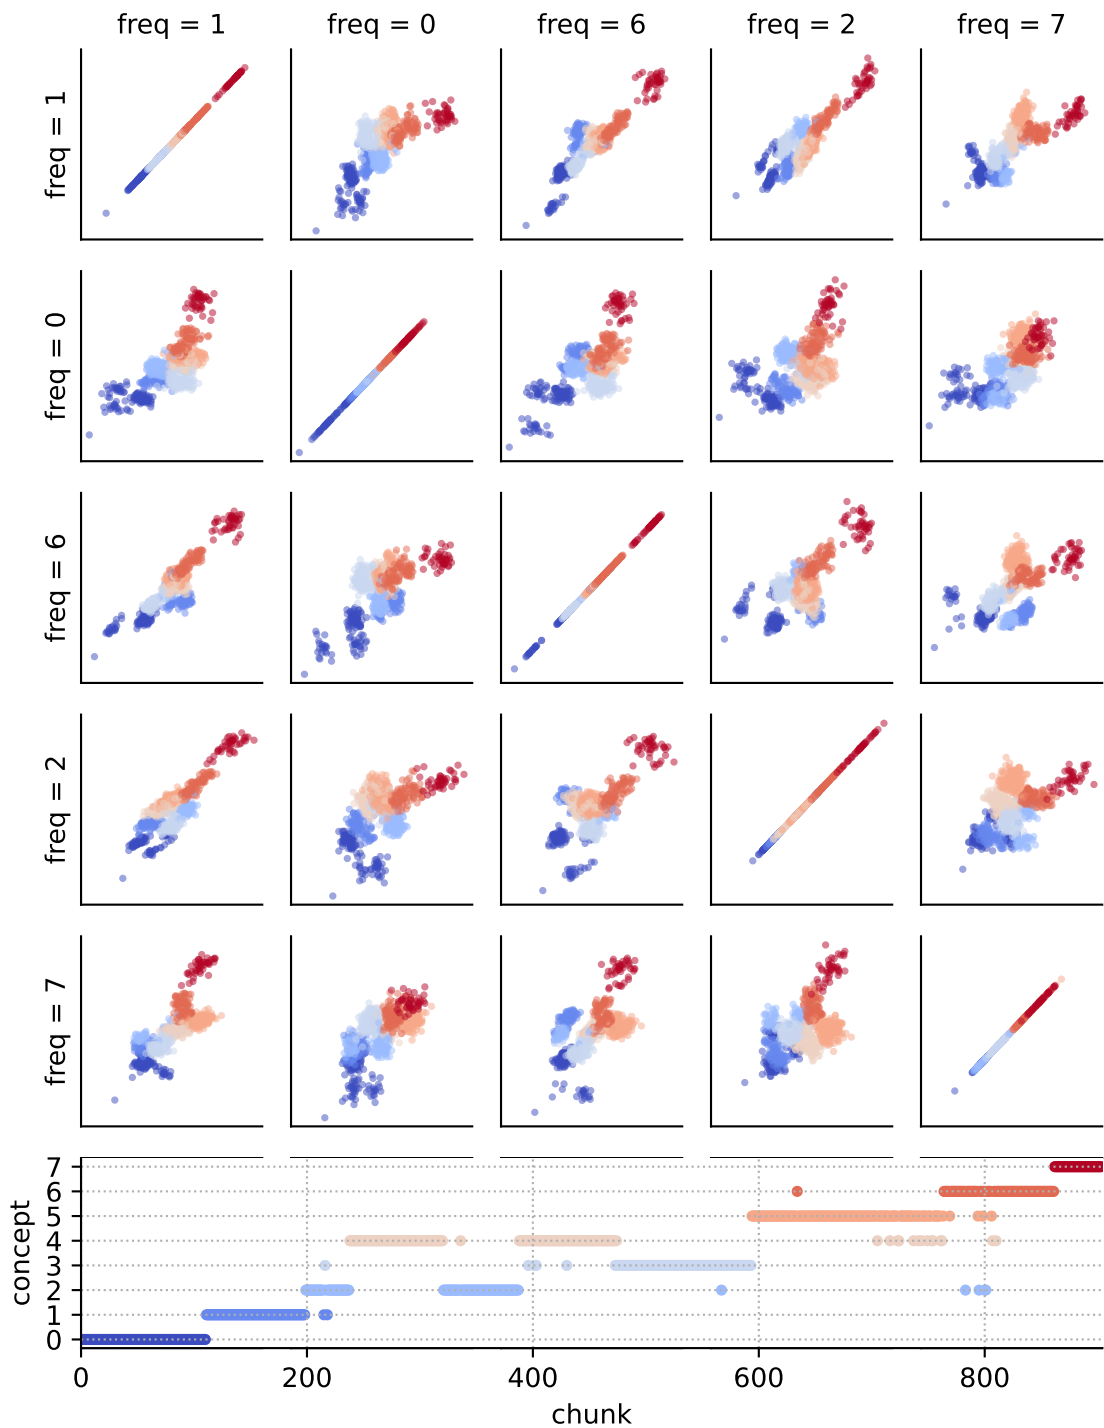 freq = 1 freq = 0 freq = 6 freq = 2 freq = 7
freq = 1
freq = 0
freq = 6
freq = 2
freq = 7
concept
7
6
5
4
3
2
1
0
0 200 400 600 800
chunk